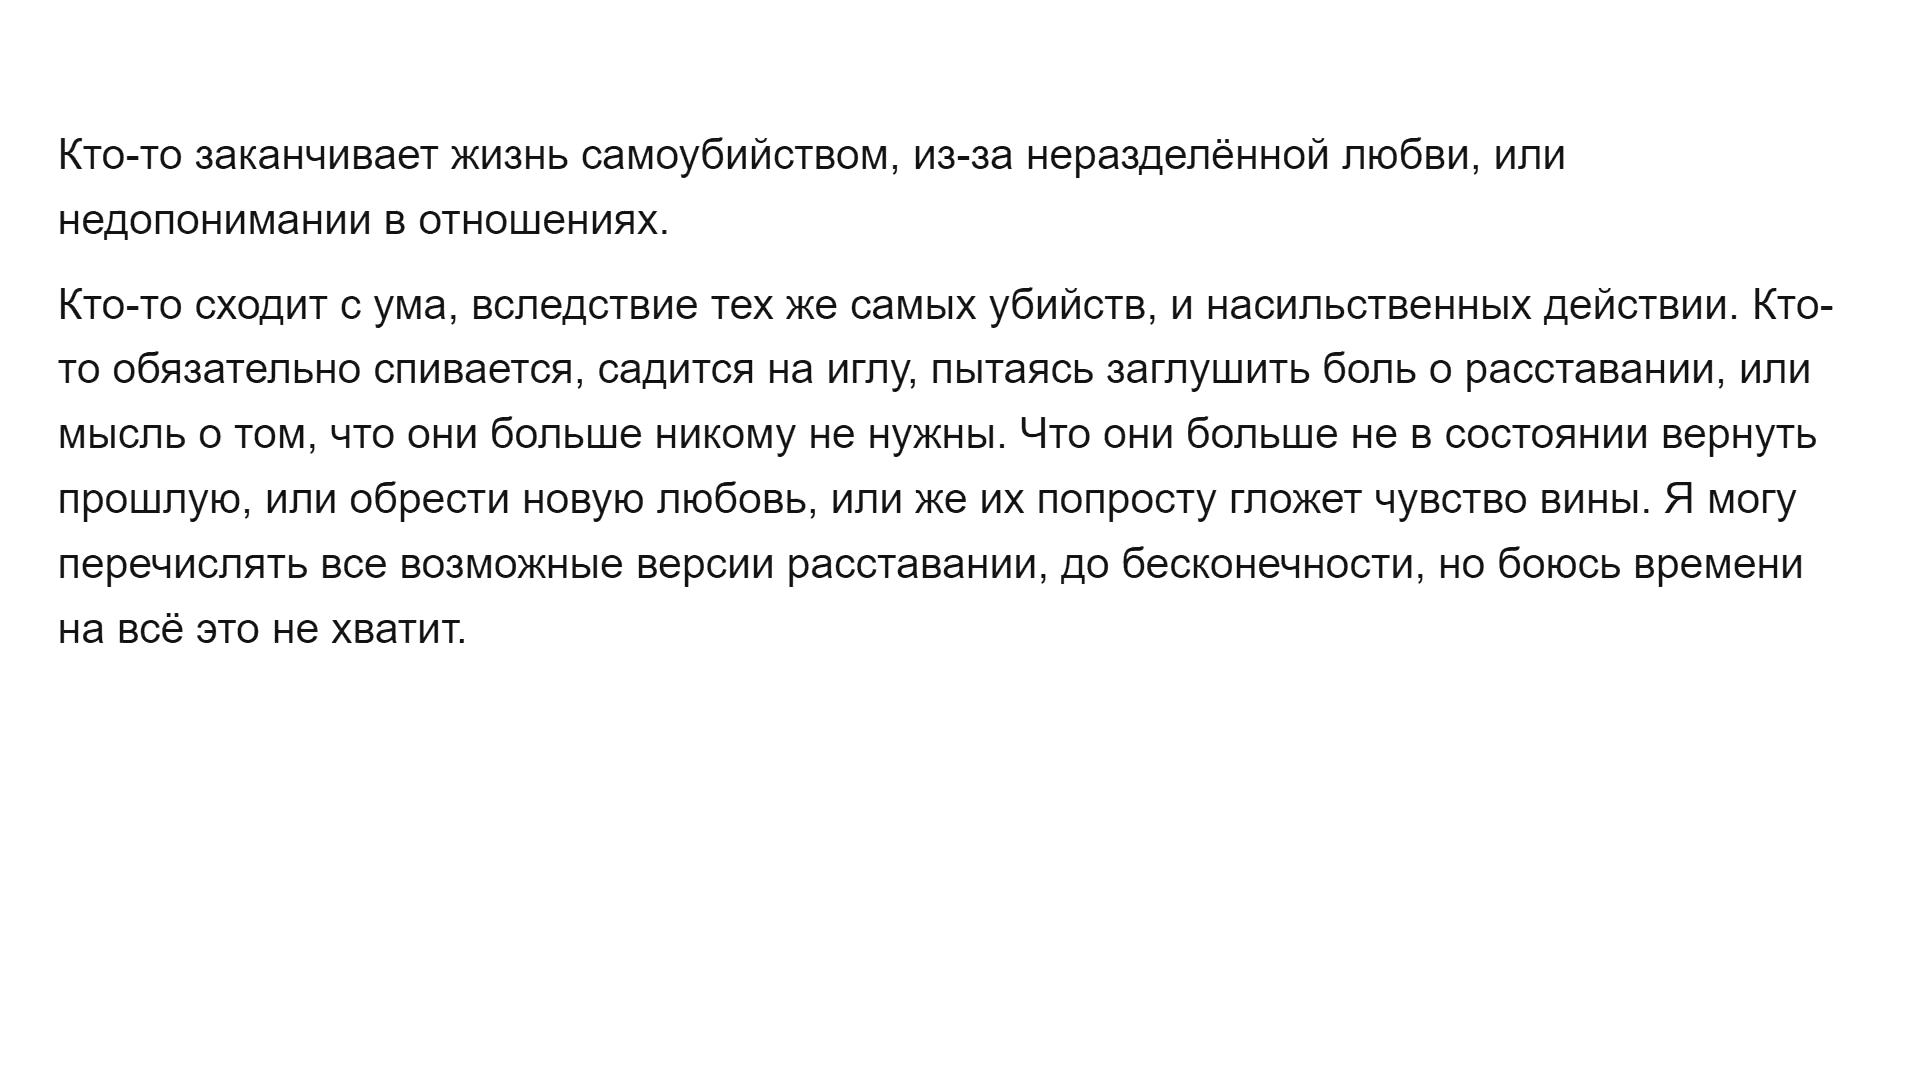 Кто-то заканчивает жизнь самоубийством, из-за неразделённой любви, или
недопонимании в отношениях.
Кто-то сходит с ума, вследствие тех же самых убийств, и насильственных действии. Кто-
то обязательно спивается, садится на иглу, пытаясь заглушить боль о расставании, или
мысль о том, что они больше никому не нужны. Что они больше не в состоянии вернуть
прошлую, или обрести новую любовь, или же их попросту гложет чувство вины. Я могу
перечислять все возможные версии расставании, до бесконечности, но боюсь времени
на всё это не хватит.